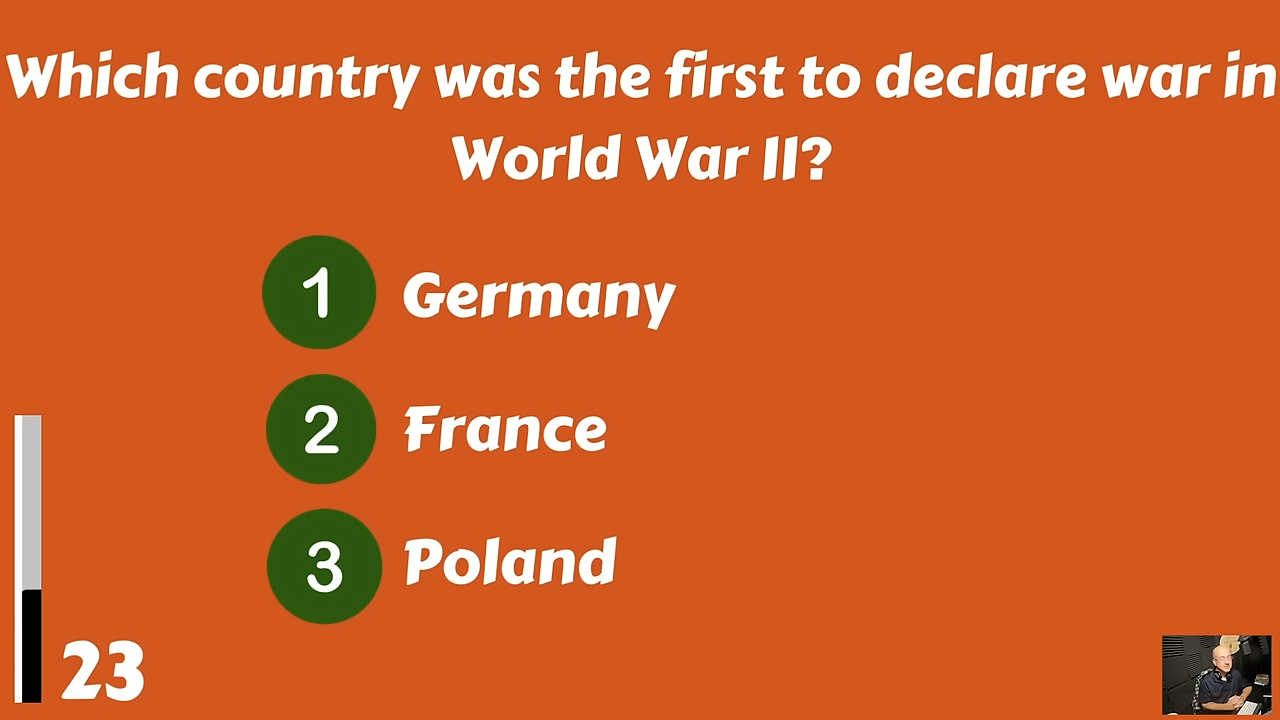 Which country was the first to declare war in
World War II?
1 Germany
2 France
3 Poland
23